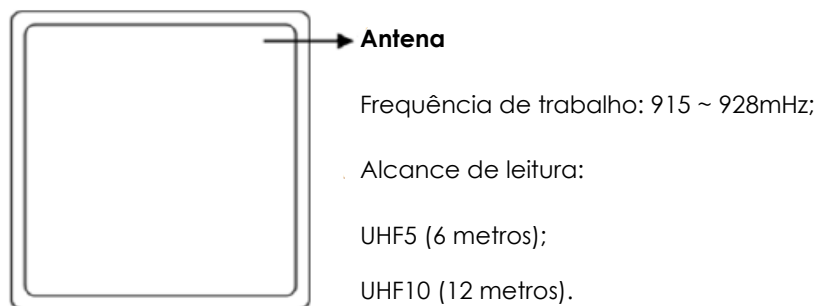 Antena
Frequência de trabalho: 915 ~ 928mHz;
Alcance de leitura:
UHF5 (6 metros);
UHF10 (12 metros).